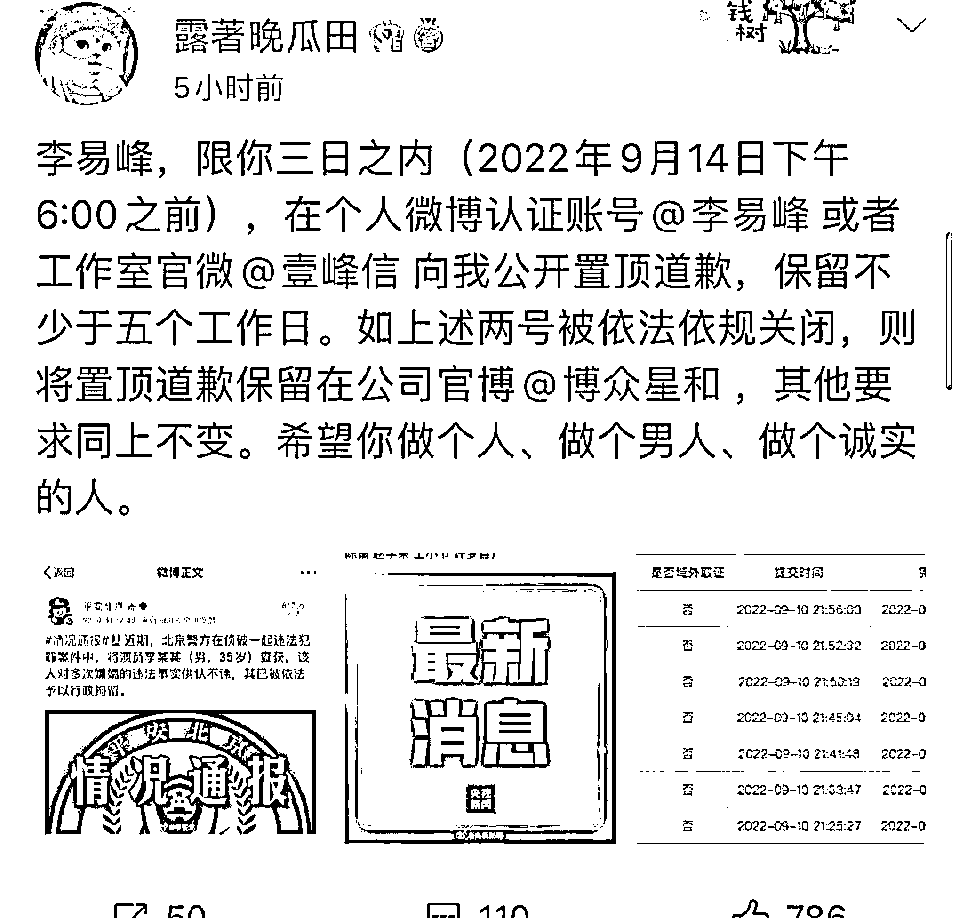 露著晚瓜田
钱
树
5小时前
李易峰，限你三日之内（2022年9月14日下午
6:00之前），在个人微博认证账号@李易峰 或者
工作室官微@壹峰信 向我公开置顶道歉，保留不
少于五个工作日。如上述两号被依法依规关闭，则
将置顶道歉保留在公司官博@博众星和 ，其他要
求同上不变。希望你做个人、做个男人、做个诚实
的人。
返回
微博正文
近期，北京警方在侦破一起违法犯
罪案件中，将演员李某某（男，35岁）查获，该
人对多次嫖娼的违法事实供认不讳，其已被依法
予以行政拘留。
平安北京
情况通报
最新
消息
是否域外取证
提交时间
否
2022-09-10 21:56:00
2022-0
否
2022-09-10 21:52:32
2022-0
否
2022-09-10 21:50:13
2022-0
否
2022-09-10 21:45:04
2022-0
否
2022-09-10 21:41:48
2022-0
否
2022-09-10 21:33:47
2022-0
否
2022-09-10 21:25:27
2022-0
50
110
786